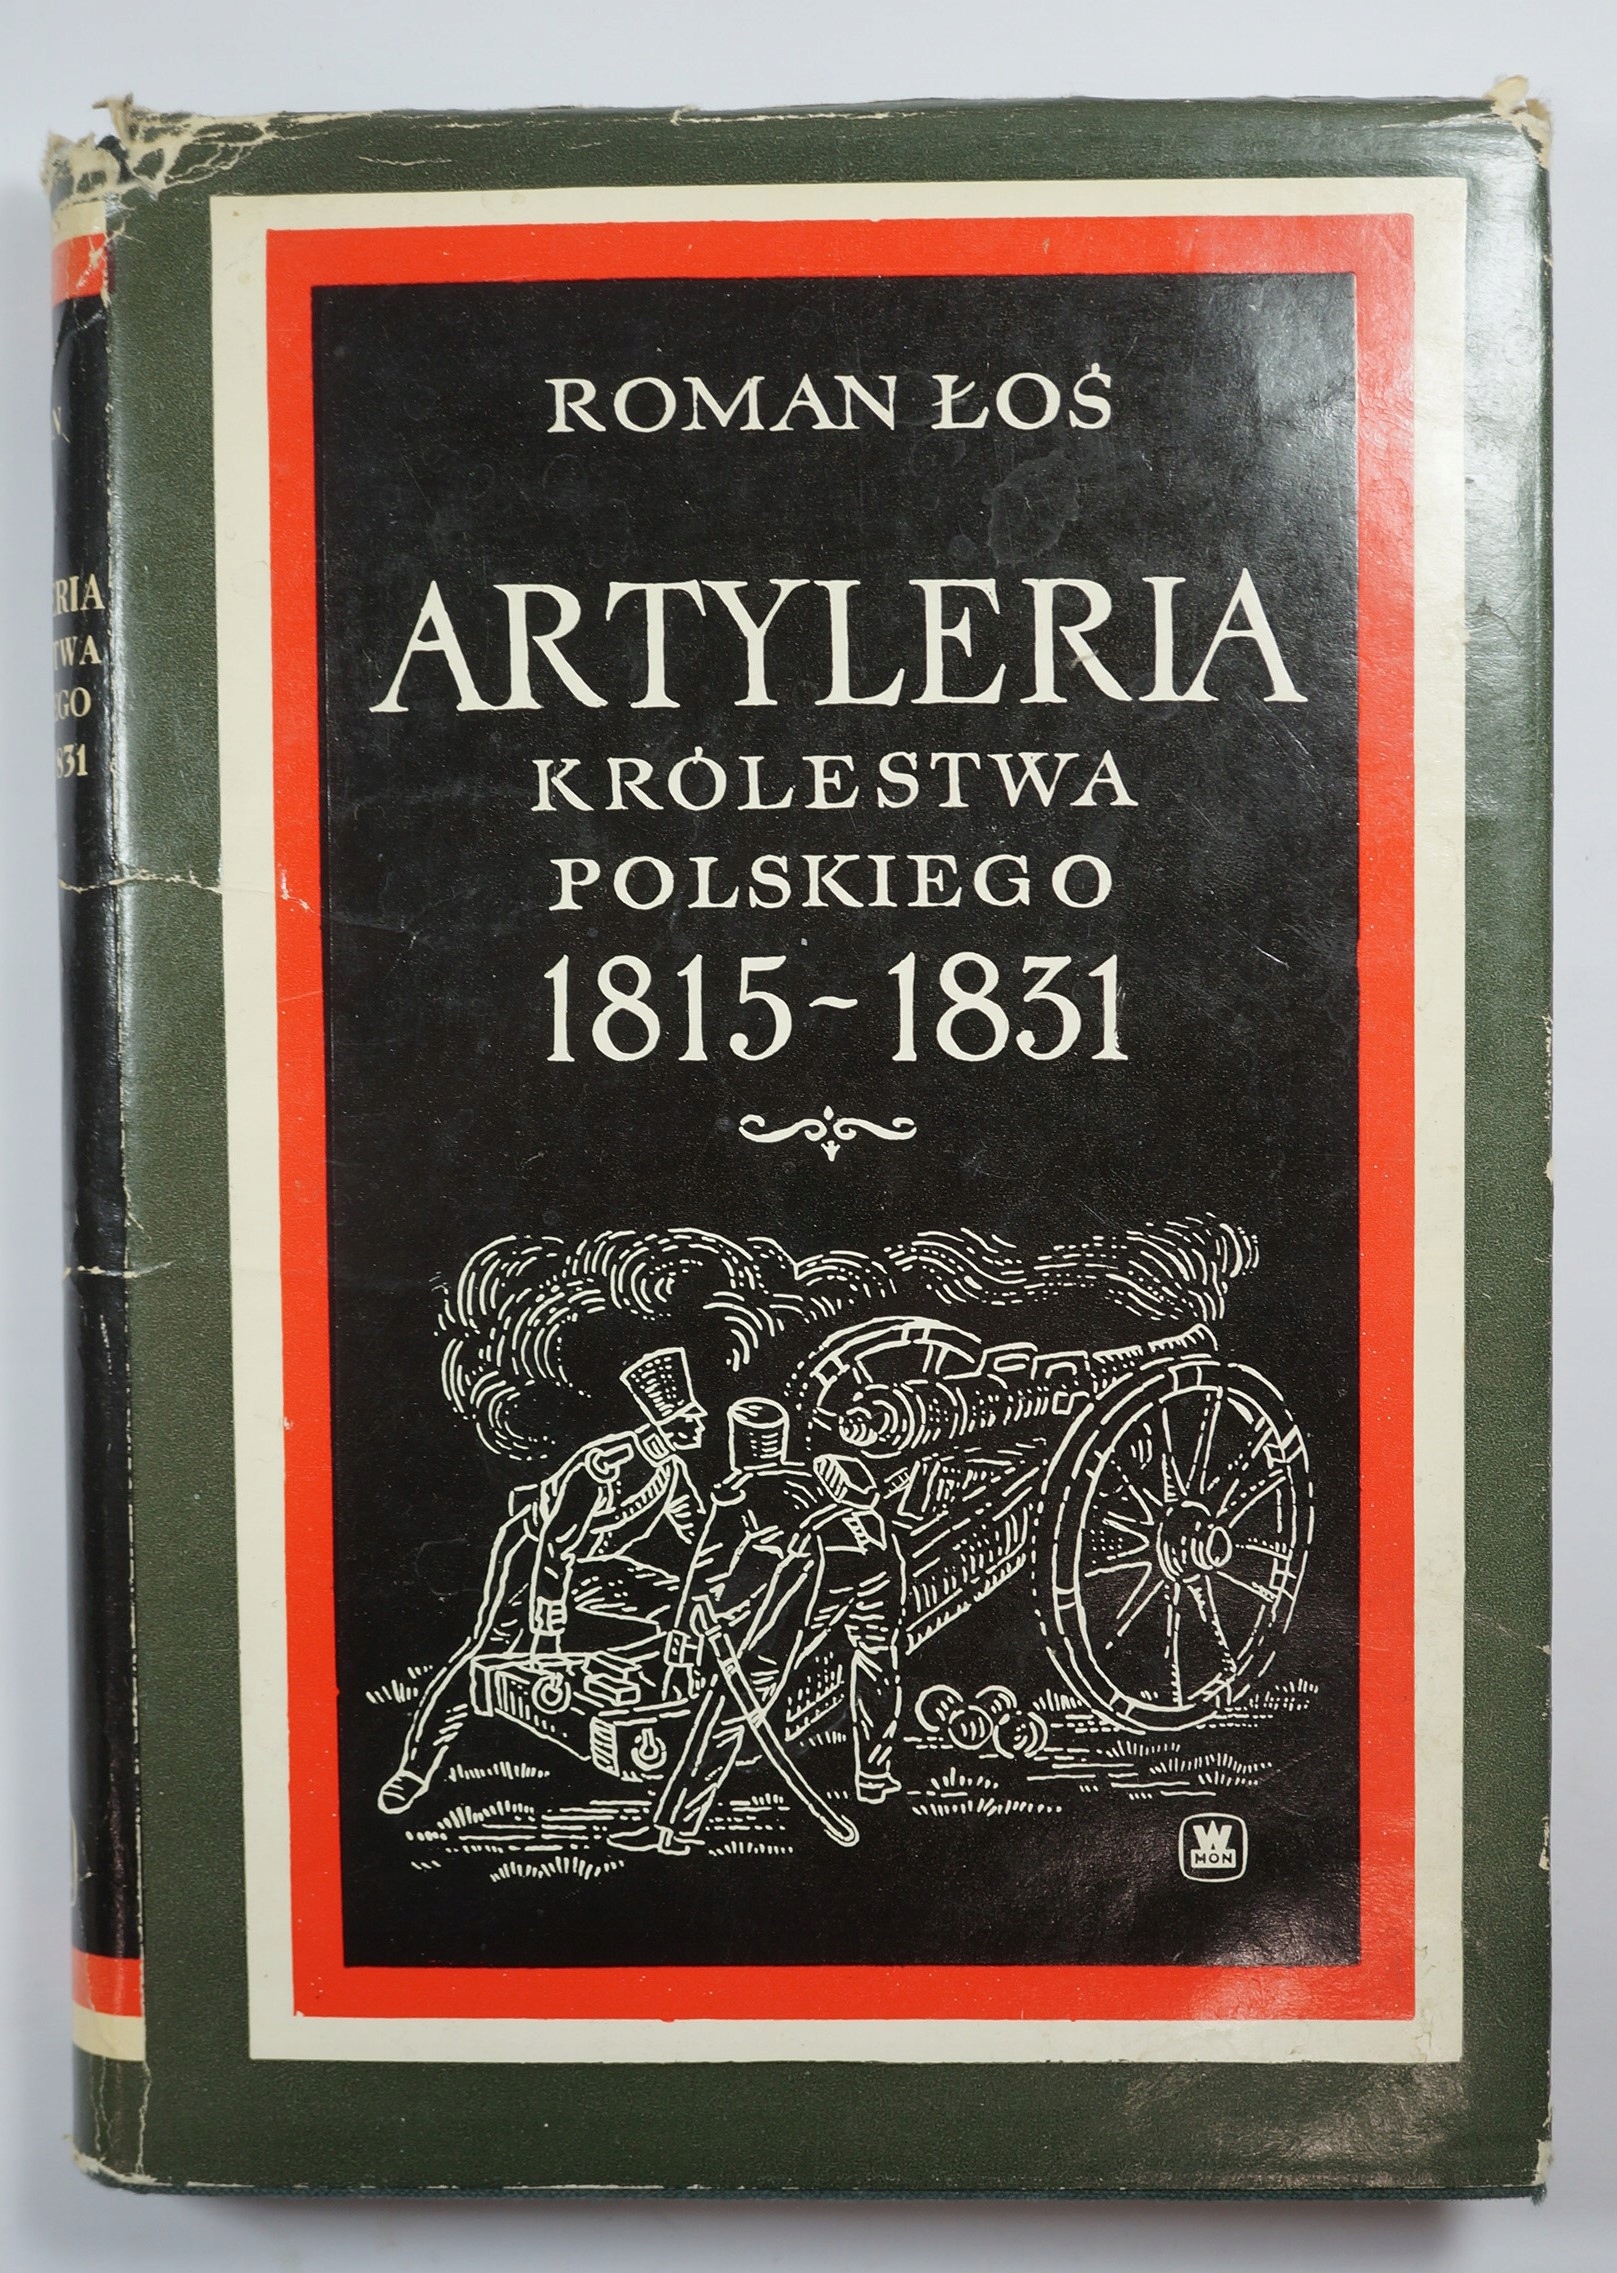 ROMAN ŁOŚ
ARTYLERIA
KRÓLESTWA
POLSKIEGO
1815-1831
W
MON